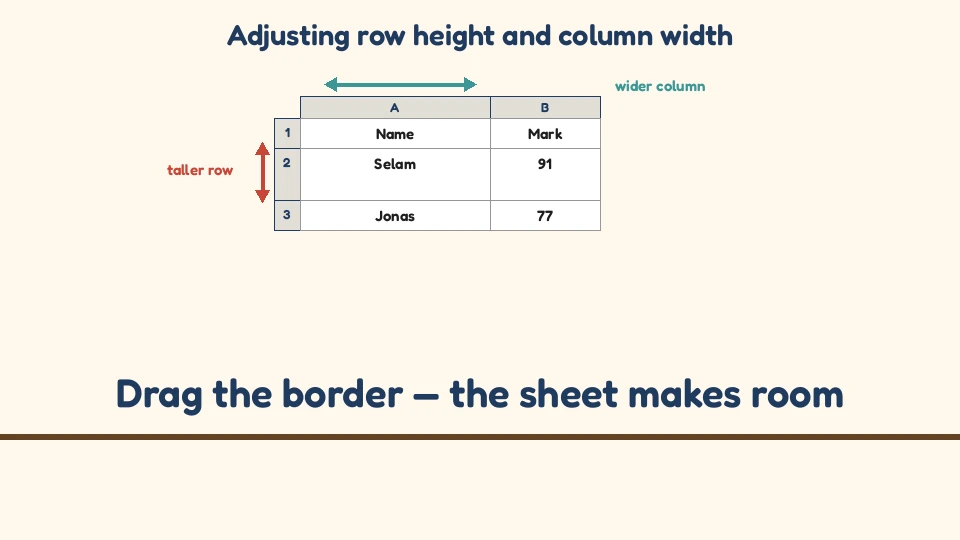 Adjusting row height and column width
wider column
A B
1 Name Mark
taller row
2 Selam 91
3 Jonas 77
Drag the border — the sheet makes room